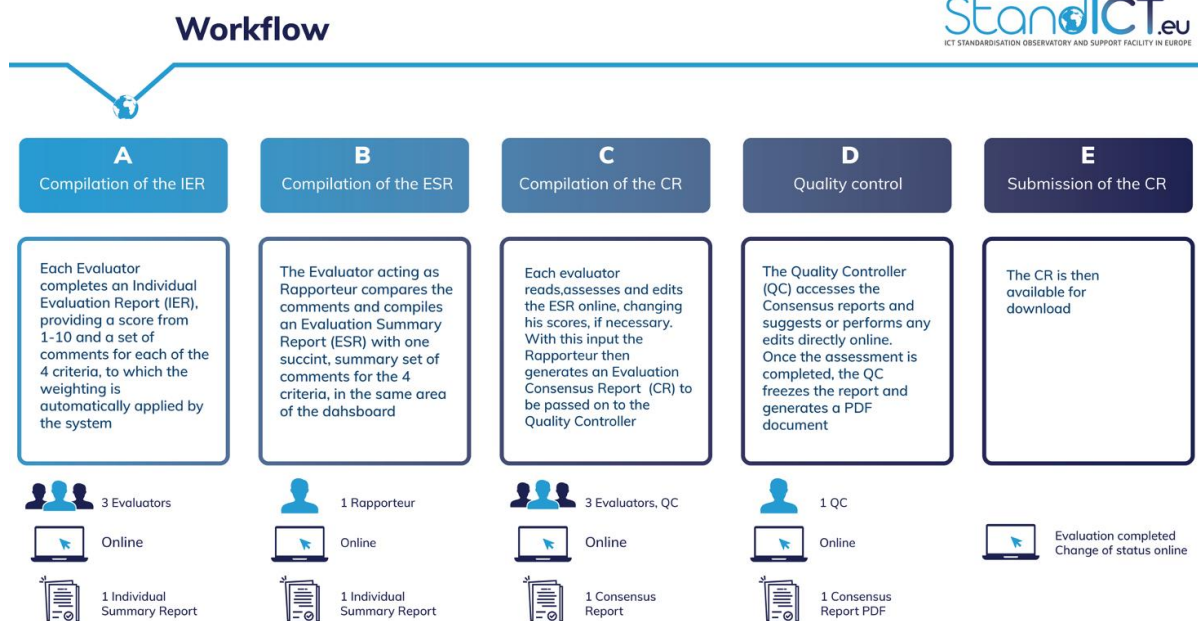 Workflow
StandICT.eu
ICT STANDARDISATION OBSERVATORY AND SUPPORT FACILITY IN EUROPE
A
Compilation of the IER
Each Evaluator
completes an Individual
Evaluation Report (IER),
providing a score from
1-10 and a set of
comments for each of the
4 criteria, to which the
weighting is
automatically applied by
the system
3 Evaluators
Online
1 Individual
Summary Report
B
Compilation of the ESR
The Evaluator acting as
Rapporteur compares the
comments and compiles
an Evaluation Summary
Report (ESR) with one
succint, summary set of
comments for the 4
criteria, in the same area
of the dahsboard
1 Rapporteur
Online
1 Individual
Summary Report
C
Compilation of the CR
Each evaluator
reads,assesses and edits
the ESR online, changing
his scores, if necessary.
With this input the
Rapporteur then
generates an Evaluation
Consensus Report (CR) to
be passed on to the
Quality Controller
3 Evaluators, QC
Online
1 Consensus
Report
D
Quality control
The Quality Controller
(QC) accesses the
Consensus reports and
suggests or performs any
edits directly online.
Once the assessment is
completed, the QC
freezes the report and
generates a PDF
document
1 QC
Online
1 Consensus
Report PDF
E
Submission of the CR
The CR is then
available for
download
Evaluation completed
Change of status online